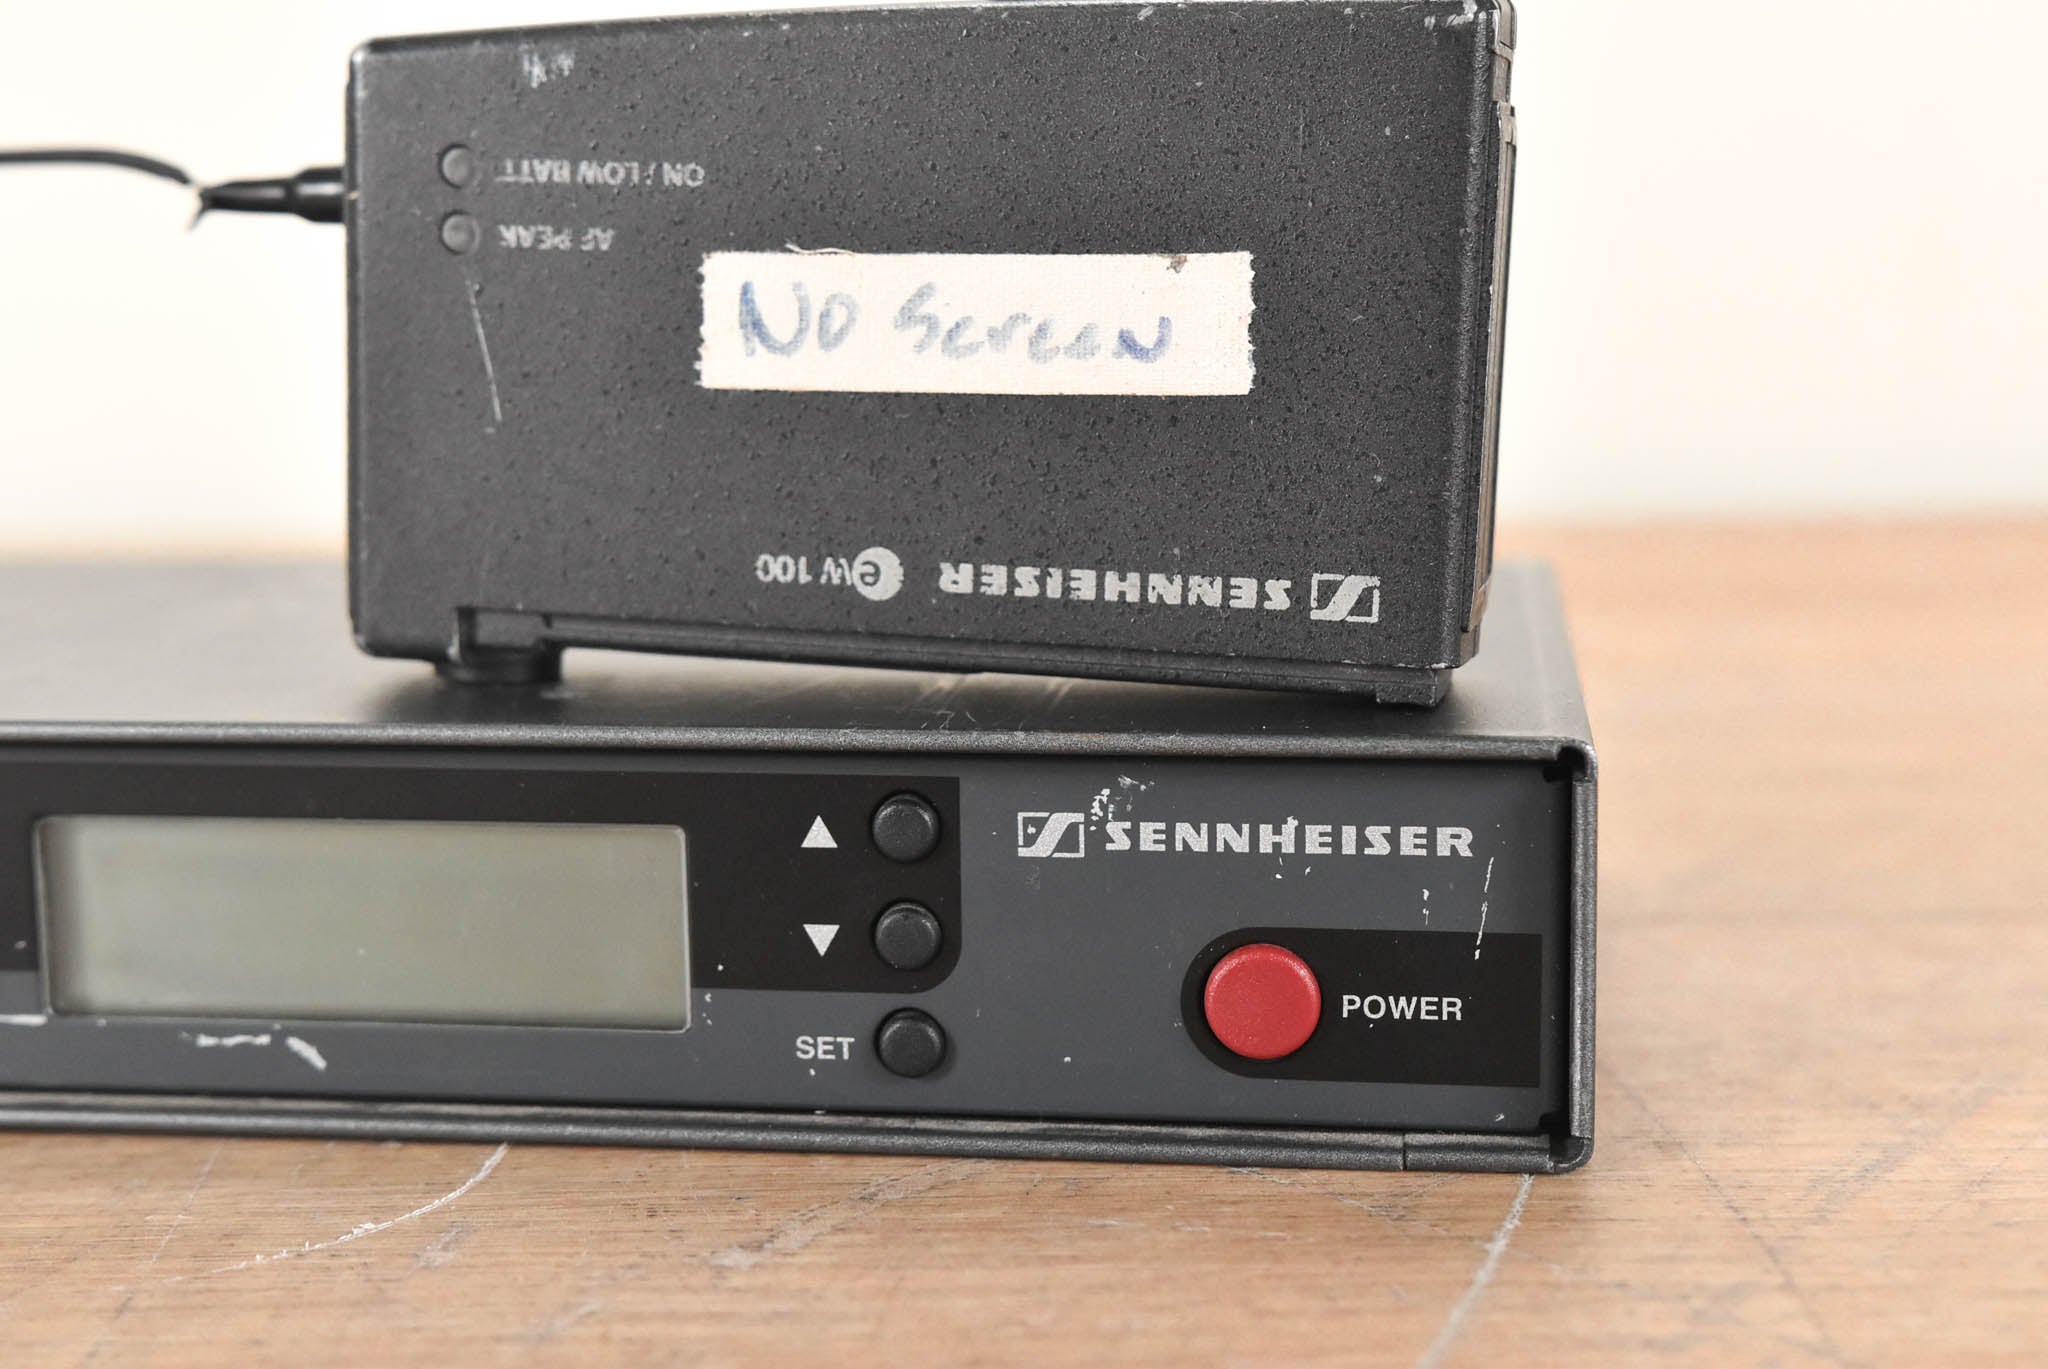 ON / LOW BATT
AF PEAK
No Screen
ew 100 SENNHEISER
SENNHEISER
SET
POWER